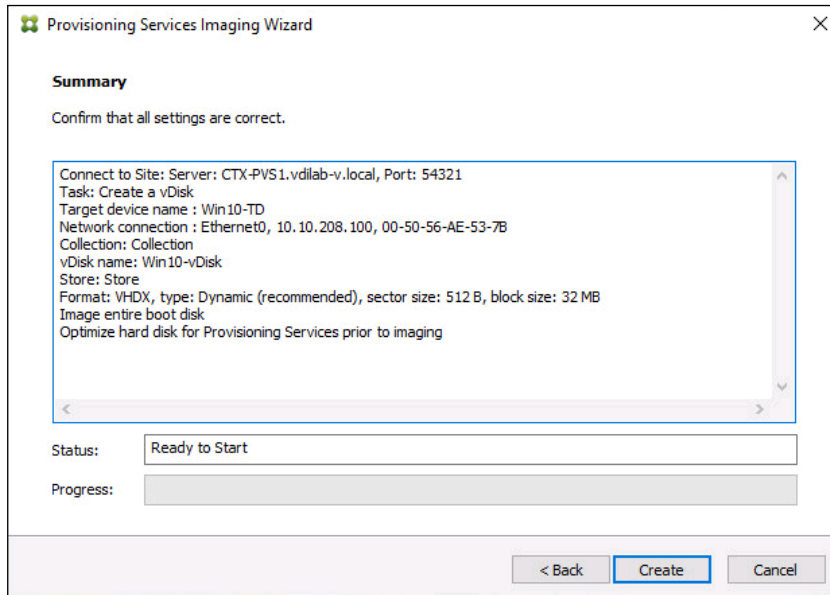 Provisioning Services Imaging Wizard
Summary
Confirm that all settings are correct.
Connect to Site: Server: CTX-PVS1.vdilab-v.local, Port: 54321
Task: Create a vDisk
Target device name : Win10-TD
Network connection : Ethernet0, 10.10.208.100, 00-50-56-AE-53-7B
Collection: Collection
vDisk name: Win10-vDisk
Store: Store
Format: VHDX, type: Dynamic (recommended), sector size: 512 B, block size: 32 MB
Image entire boot disk
Optimize hard disk for Provisioning Services prior to imaging
Status: Ready to Start
Progress:
< Back Create Cancel